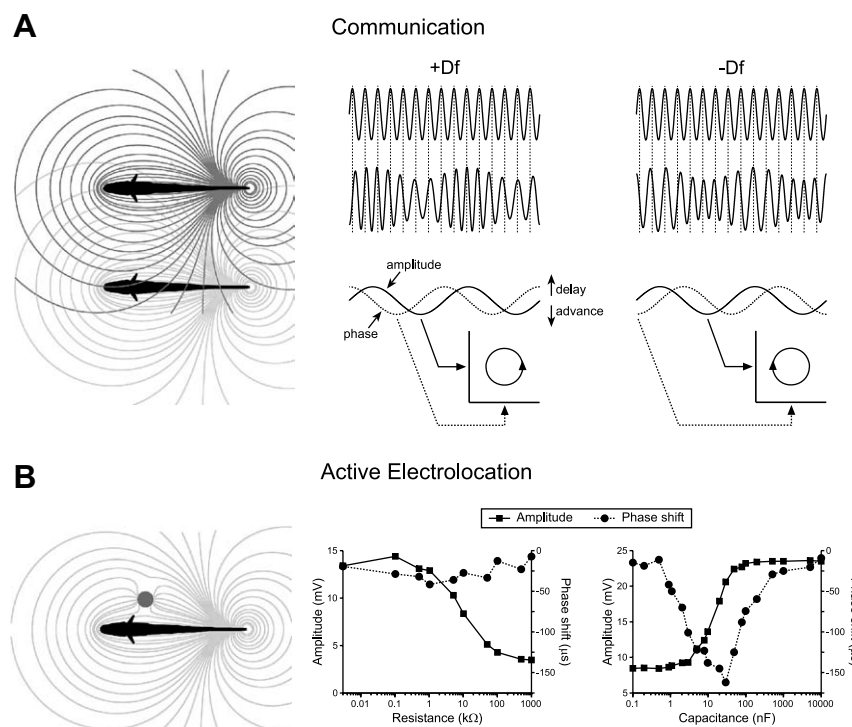 A
Communication
+Df
-Df
amplitude
phase
delay
advance
B
Active Electrolocation
Amplitude
Phase shift
15
10
5
0
Amplitude (mV)
0
-50
-100
-150
Phase shift (µs)
0.01
0.1
1
10
100
1000
Resistance (kΩ)
25
20
15
10
5
Amplitude (mV)
0
-50
-100
-150
0.1
1
10
100
1000
10000
Capacitance (nF)